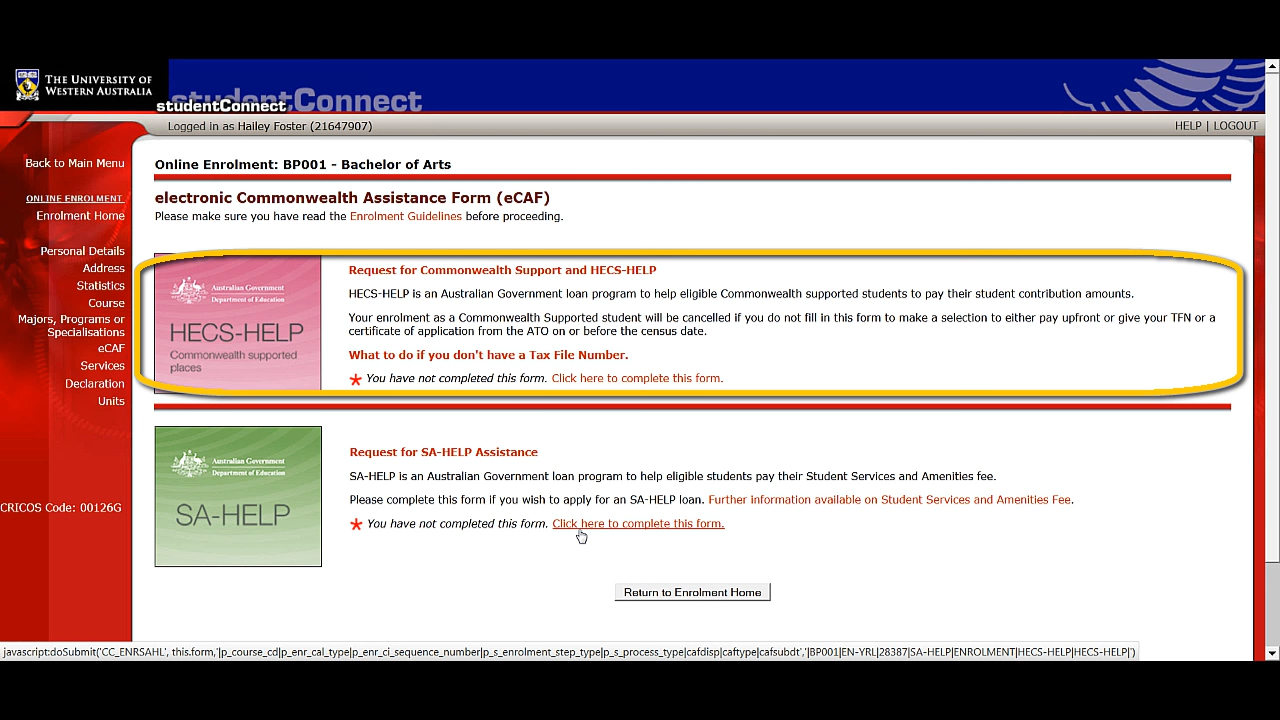 THE UNIVERSITY OF
WESTERN AUSTRALIA
studentConnect
studentConnect
Logged in as Hailey Foster (21647907)
HELP | LOGOUT
Back to Main Menu
ONLINE ENROLMENT
Enrolment Home
Personal Details
Address
Statistics
Course
Majors, Programs or
Specialisations
eCAF
Services
Declaration
Units
CRICOS Code: 00126G
Online Enrolment: BP001 - Bachelor of Arts
electronic Commonwealth Assistance Form (eCAF)
Please make sure you have read the Enrolment Guidelines before proceeding.
Australian Government
Department of Education
HECS-HELP
Commonwealth supported
places
Request for Commonwealth Support and HECS-HELP
HECS-HELP is an Australian Government loan program to help eligible Commonwealth supported students to pay their student contribution amounts.
Your enrolment as a Commonwealth Supported student will be cancelled if you do not fill in this form to make a selection to either pay upfront or give your TFN or a
certificate of application from the ATO on or before the census date.
What to do if you don't have a Tax File Number.
* You have not completed this form. Click here to complete this form.
Australian Government
Department of Education
SA-HELP
Request for SA-HELP Assistance
SA-HELP is an Australian Government loan program to help eligible students pay their Student Services and Amenities fee.
Please complete this form if you wish to apply for an SA-HELP loan. Further information available on Student Services and Amenities Fee.
* You have not completed this form. Click here to complete this form.
Return to Enrolment Home
javascript:doSubmit('CC_ENRSAHL', this.form,'|p_course_cd|p_enr_cal_type|p_enr_ci_sequence_number|p_s_enrolment_step_type|p_s_process_type|cafdisp|caftype|cafsubdt','|BP001|EN-YRL|28387|SA-HELP|ENROLMENT|HECS-HELP|HECS-HELP|')